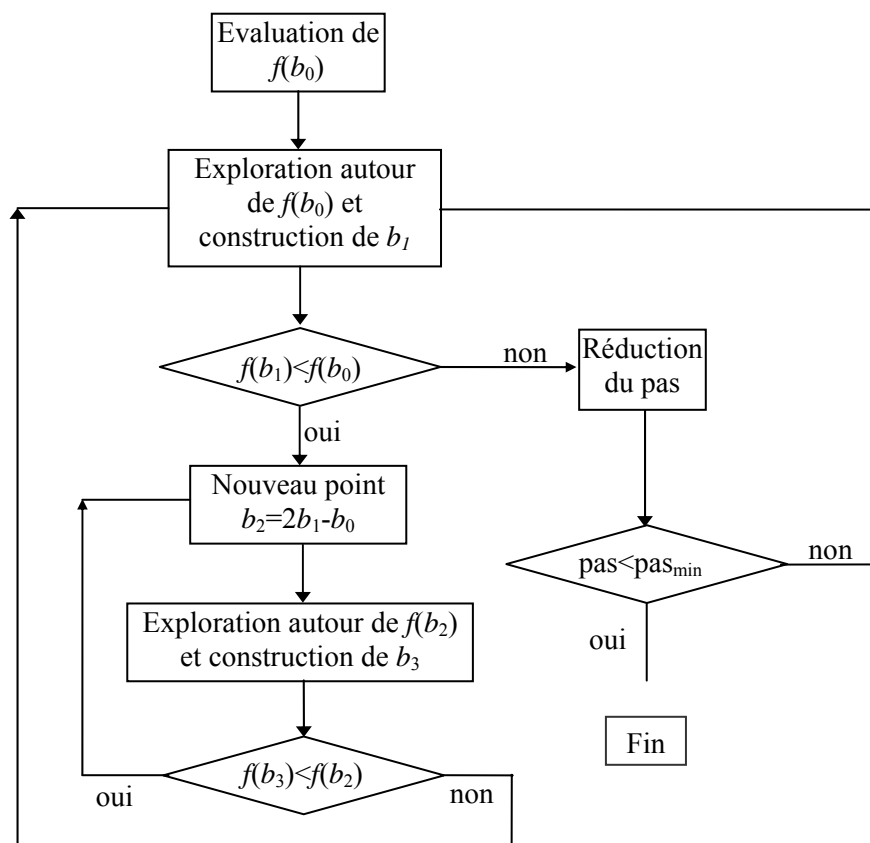 Evaluation de
f(b₀)
Exploration autour
de f(b₀) et
construction de b₁
f(b₁)<f(b₀)
non
Réduction
du pas
oui
Nouveau point
b₂=2b₁-b₀
pas<pasₘᵢₙ
non
Exploration autour de f(b₂)
et construction de b₃
oui
Fin
f(b₃)<f(b₂)
oui
non